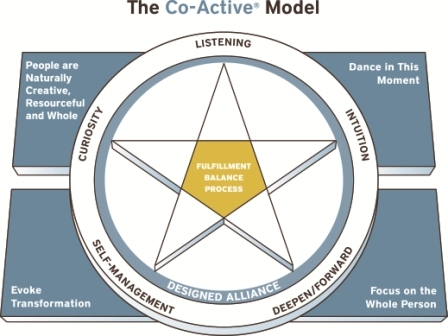 The Co-Active® Model
LISTENING
People are
Naturally
Creative,
Resourceful
and Whole
Dance in This
Moment
CURIOSITY
INTUITION
FULFILLMENT
BALANCE
PROCESS
SELF-MANAGEMENT
DEEPEN/FORWARD
DESIGNED ALLIANCE
Evoke
Transformation
Focus on the
Whole Person